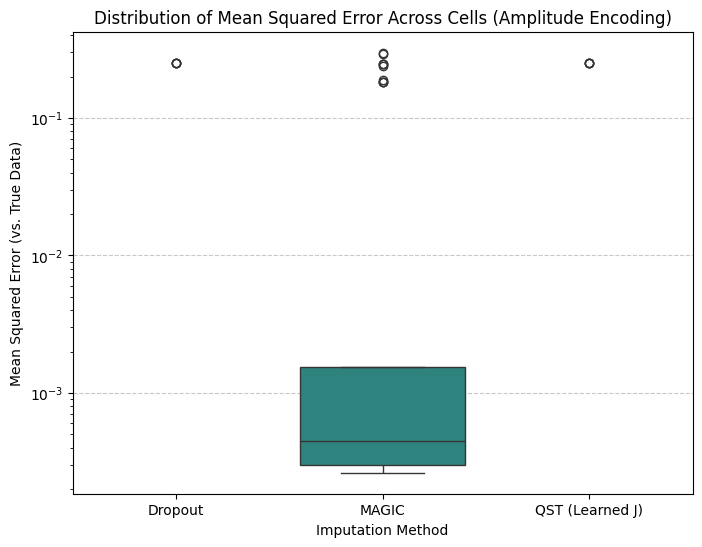 Distribution of Mean Squared Error Across Cells (Amplitude Encoding)
Mean Squared Error (vs. True Data)
10⁻¹
10⁻²
10⁻³
Dropout
MAGIC
QST (Learned J)
Imputation Method